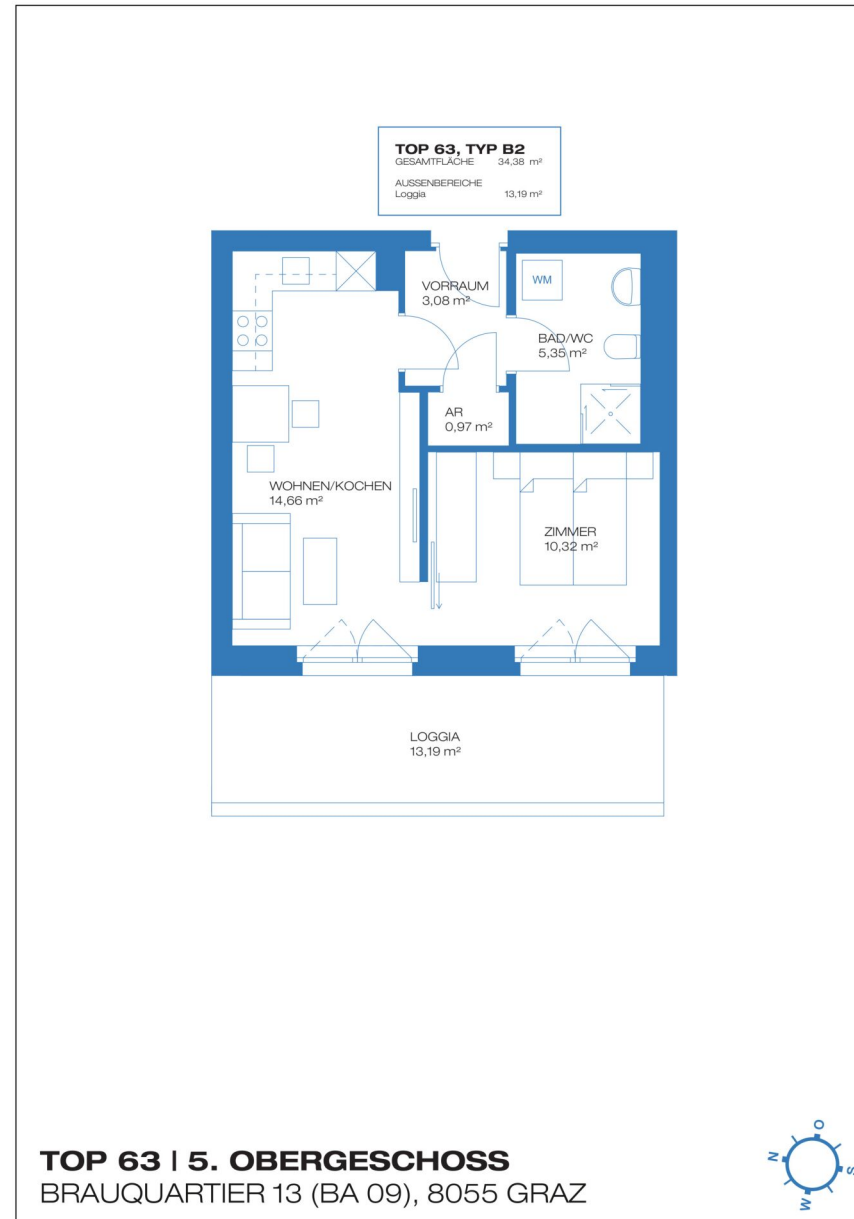 TOP 63, TYP B2
GESAMTFLÄCHE 34,38 m²
AUSSENBEREICHE
Loggia 13,19 m²
VORRAUM
3,08 m²
WM
BAD/WC
5,35 m²
AR
0,97 m²
WOHNEN/KOCHEN
14,66 m²
ZIMMER
10,32 m²
LOGGIA
13,19 m²
TOP 63 | 5. OBERGESCHOSS
BRAUQUARTIER 13 (BA 09), 8055 GRAZ
O
N
S
W